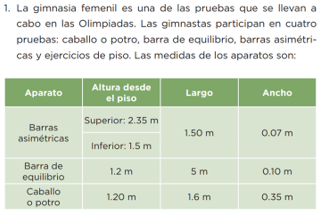 1. La gimnasia femenil es una de las pruebas que se llevan a
cabo en las Olimpiadas. Las gimnastas participan en cuatro
pruebas: caballo o potro, barra de equilibrio, barras asimétri-
cas y ejercicios de piso. Las medidas de los aparatos son:
Aparato Altura desde el piso Largo Ancho
Barras asimétricas Superior: 2.35 m 1.50 m 0.07 m
Inferior: 1.5 m
Barra de equilibrio 1.2 m 5 m 0.10 m
Caballo o potro 1.20 m 1.6 m 0.35 m